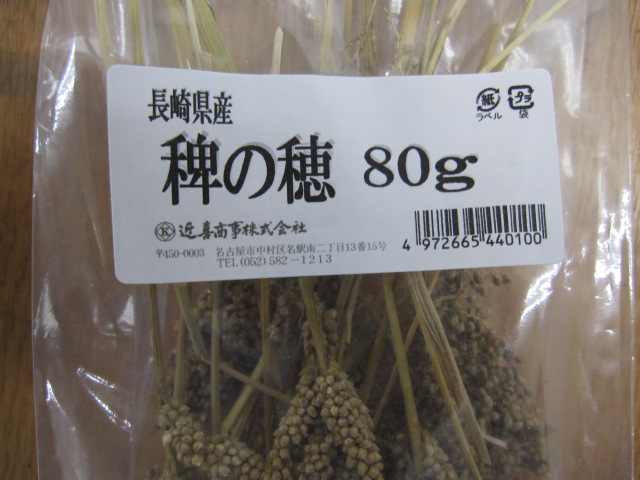 長崎県産
稗の穂 80g
紙
ラベル
プラ
袋
K 近喜商事株式会社
〒450-0003 名古屋市中村区名駅南二丁目13番15号
TEL(052)582-1213
4 972665 440100